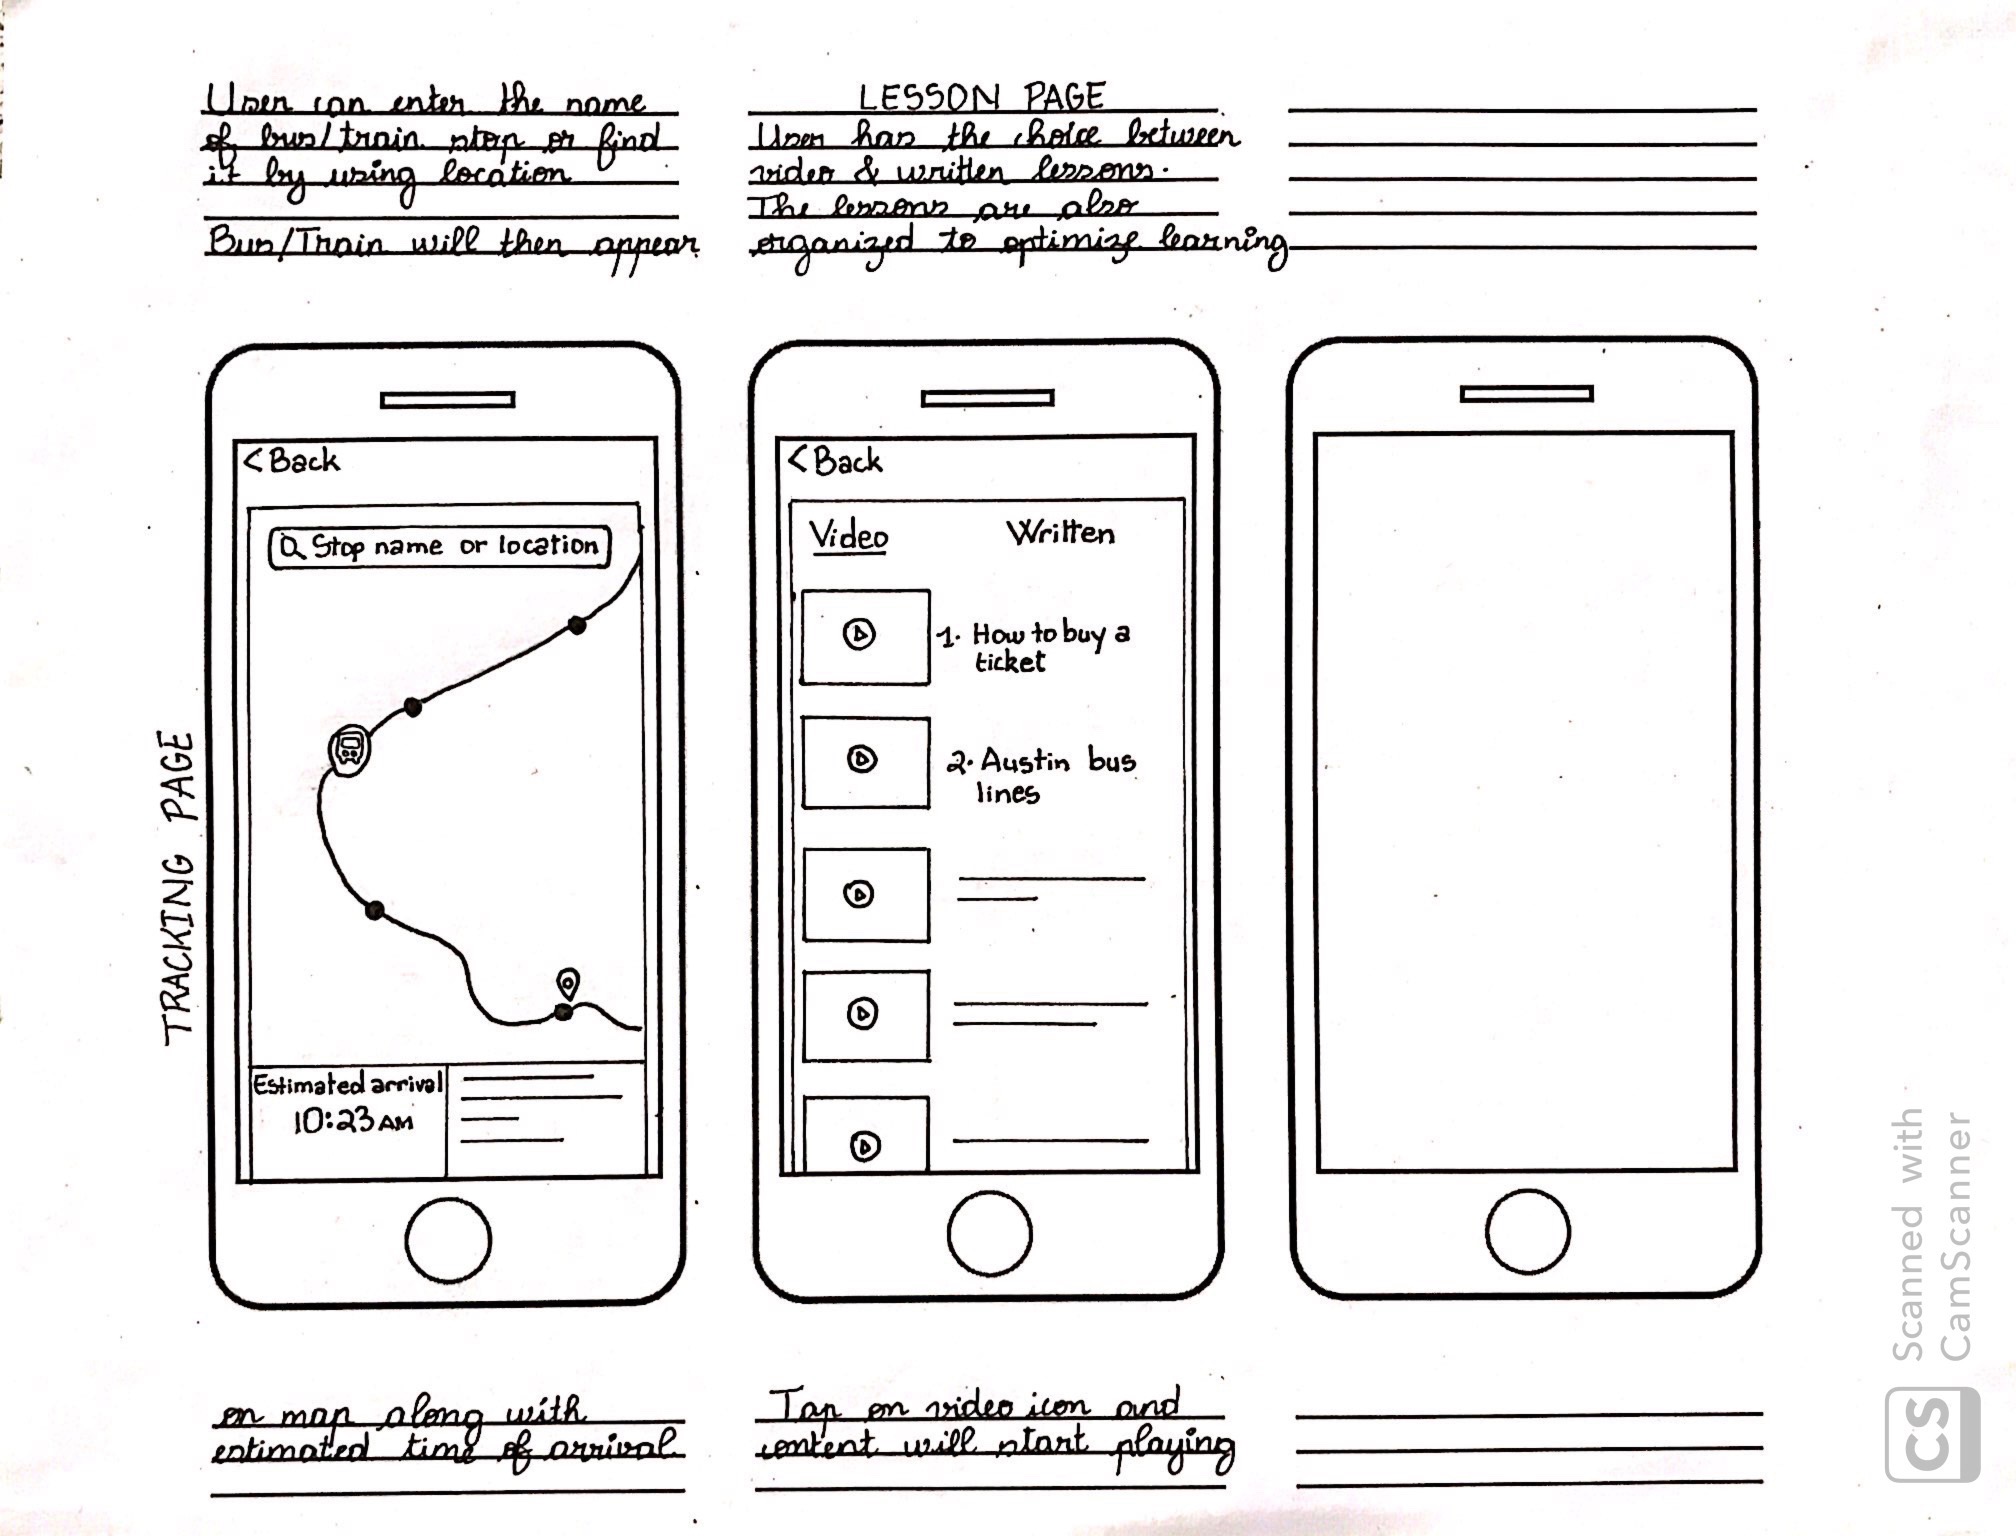 User can enter the name
of bus/train stop or find
it by using location
Bus/Train will then appear
TRACKING PAGE
< Back
Stop name or location
Estimated arrival
10:23 AM
on map along with
estimated time of arrival
LESSON PAGE
User has the choice between
video & written lessons.
The lessons are also
organized to optimize learning
< Back
Video Written
1. How to buy a
ticket
2. Austin bus
lines
Tap on video icon and
content will start playing
CS
Scanned with
CamScanner